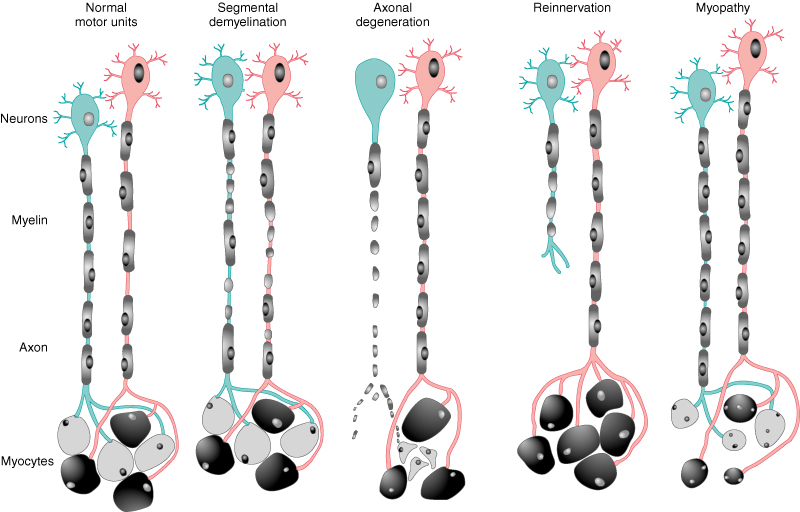 Normal
motor units
Segmental
demyelination
Axonal
degeneration
Reinnervation
Myopathy
Neurons
Myelin
Axon
Myocytes